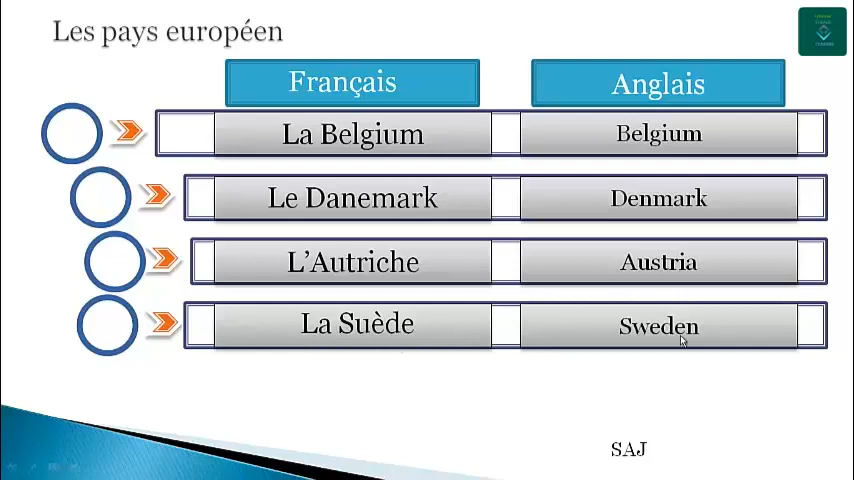 Les pays européen
Français
Anglais
La Belgium
Belgium
Le Danemark
Denmark
L’Autriche
Austria
La Suède
Sweden
SAJ